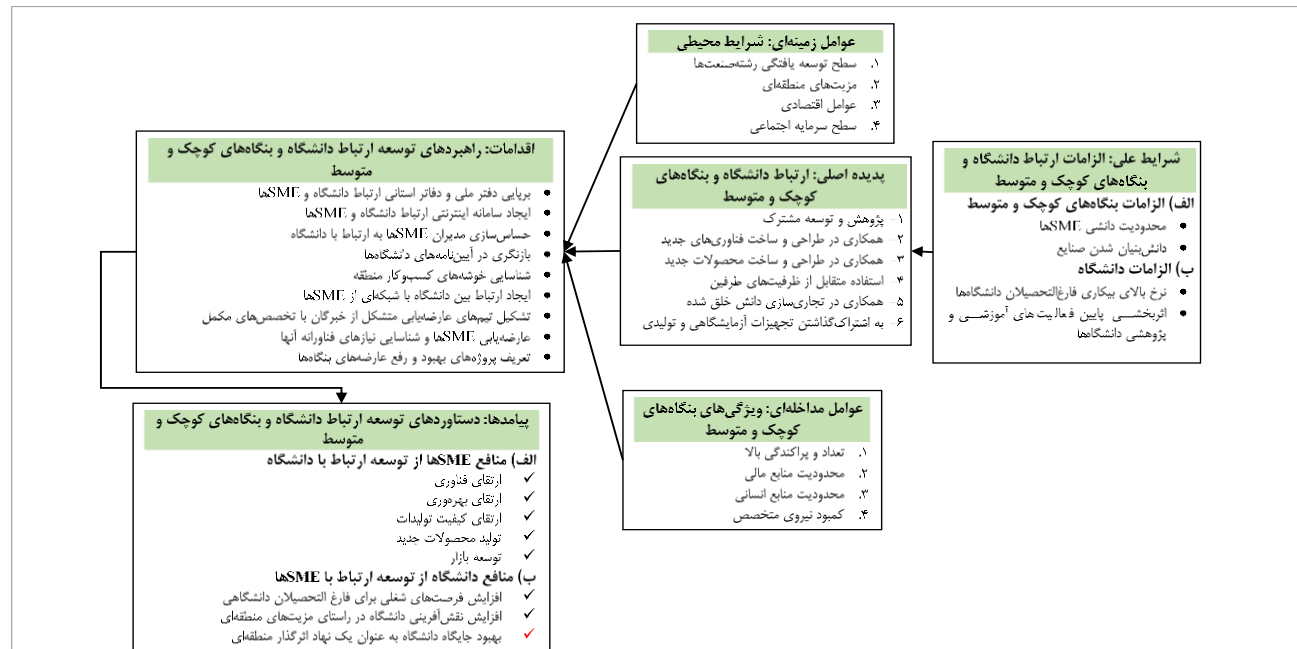 عوامل زمینه‌ای: شرایط محیطی
۱. سطح توسعه یافتگی رشته‌صنعت‌ها
۲. مزیت‌های منطقه‌ای
۳. عوامل اقتصادی
۴. سطح سرمایه اجتماعی
شرایط علی: الزامات ارتباط دانشگاه و
بنگاه‌های کوچک و متوسط
الف) الزامات بنگاه‌های کوچک و متوسط
● محدودیت دانشی SMEها
● دانش‌بنیان شدن صنایع
ب) الزامات دانشگاه
● نرخ بالای بیکاری فارغ‌التحصیلان دانشگاه‌ها
● اثربخشی پایین فعالیت‌های آموزشی و
پژوهشی دانشگاه‌ها
پدیده اصلی: ارتباط دانشگاه و بنگاه‌های
کوچک و متوسط
۱- پژوهش و توسعه مشترک
۲- همکاری در طراحی و ساخت فناوری‌های جدید
۳- همکاری در طراحی و ساخت محصولات جدید
۴- استفاده متقابل از ظرفیت‌های طرفین
۵- همکاری در تجاری‌سازی دانش خلق شده
۶- به اشتراک‌گذاشتن تجهیزات آزمایشگاهی و تولیدی
عوامل مداخله‌ای: ویژگی‌های بنگاه‌های
کوچک و متوسط
۱. تعداد و پراکندگی بالا
۲. محدودیت منابع مالی
۳. محدودیت منابع انسانی
۴. کمبود نیروی متخصص
اقدامات: راهبردهای توسعه ارتباط دانشگاه و بنگاه‌های کوچک و
متوسط
● برپایی دفتر ملی و دفاتر استانی ارتباط دانشگاه و SMEها
● ایجاد سامانه اینترنتی ارتباط دانشگاه و SMEها
● حساس‌سازی مدیران SMEها به ارتباط با دانشگاه
● بازنگری در آیین‌نامه‌های دانشگاه‌ها
● شناسایی خوشه‌های کسب‌وکار منطقه
● ایجاد ارتباط بین دانشگاه با شبکه‌ای از SMEها
● تشکیل تیم‌های عارضه‌یابی متشکل از خبرگان با تخصص‌های مکمل
● عارضه‌یابی SMEها و شناسایی نیازهای فناورانه آنها
● تعریف پروژه‌های بهبود و رفع عارضه‌های بنگاه‌ها
پیامدها: دستاوردهای توسعه ارتباط دانشگاه و بنگاه‌های کوچک و
متوسط
الف) منافع SMEها از توسعه ارتباط با دانشگاه
✓ ارتقای فناوری
✓ ارتقای بهره‌وری
✓ ارتقای کیفیت تولیدات
✓ تولید محصولات جدید
✓ توسعه بازار
ب) منافع دانشگاه از توسعه ارتباط با SMEها
✓ افزایش فرصت‌های شغلی برای فارغ التحصیلان دانشگاهی
✓ افزایش نقش‌آفرینی دانشگاه در راستای مزیت‌های منطقه‌ای
✓ بهبود جایگاه دانشگاه به عنوان یک نهاد اثرگذار منطقه‌ای